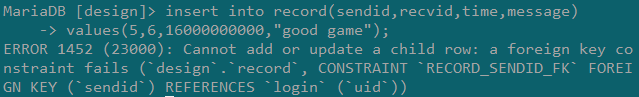 MariaDB [design]> insert into record(sendid,recvid,time,message)
    -> values(5,6,16000000000,"good game");
ERROR 1452 (23000): Cannot add or update a child row: a foreign key co
nstraint fails (`design`.`record`, CONSTRAINT `RECORD_SENDID_FK` FOREI
GN KEY (`sendid`) REFERENCES `login` (`uid`))